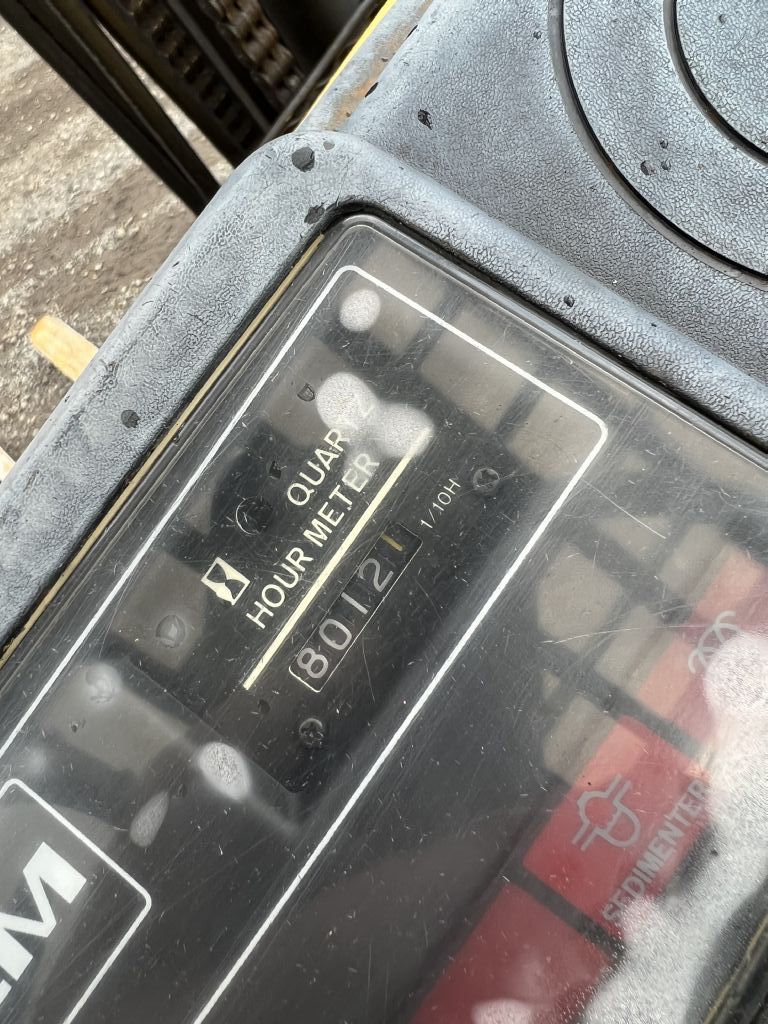 QUARTZ
HOUR METER
80121
1/10H
SEDIMENTER